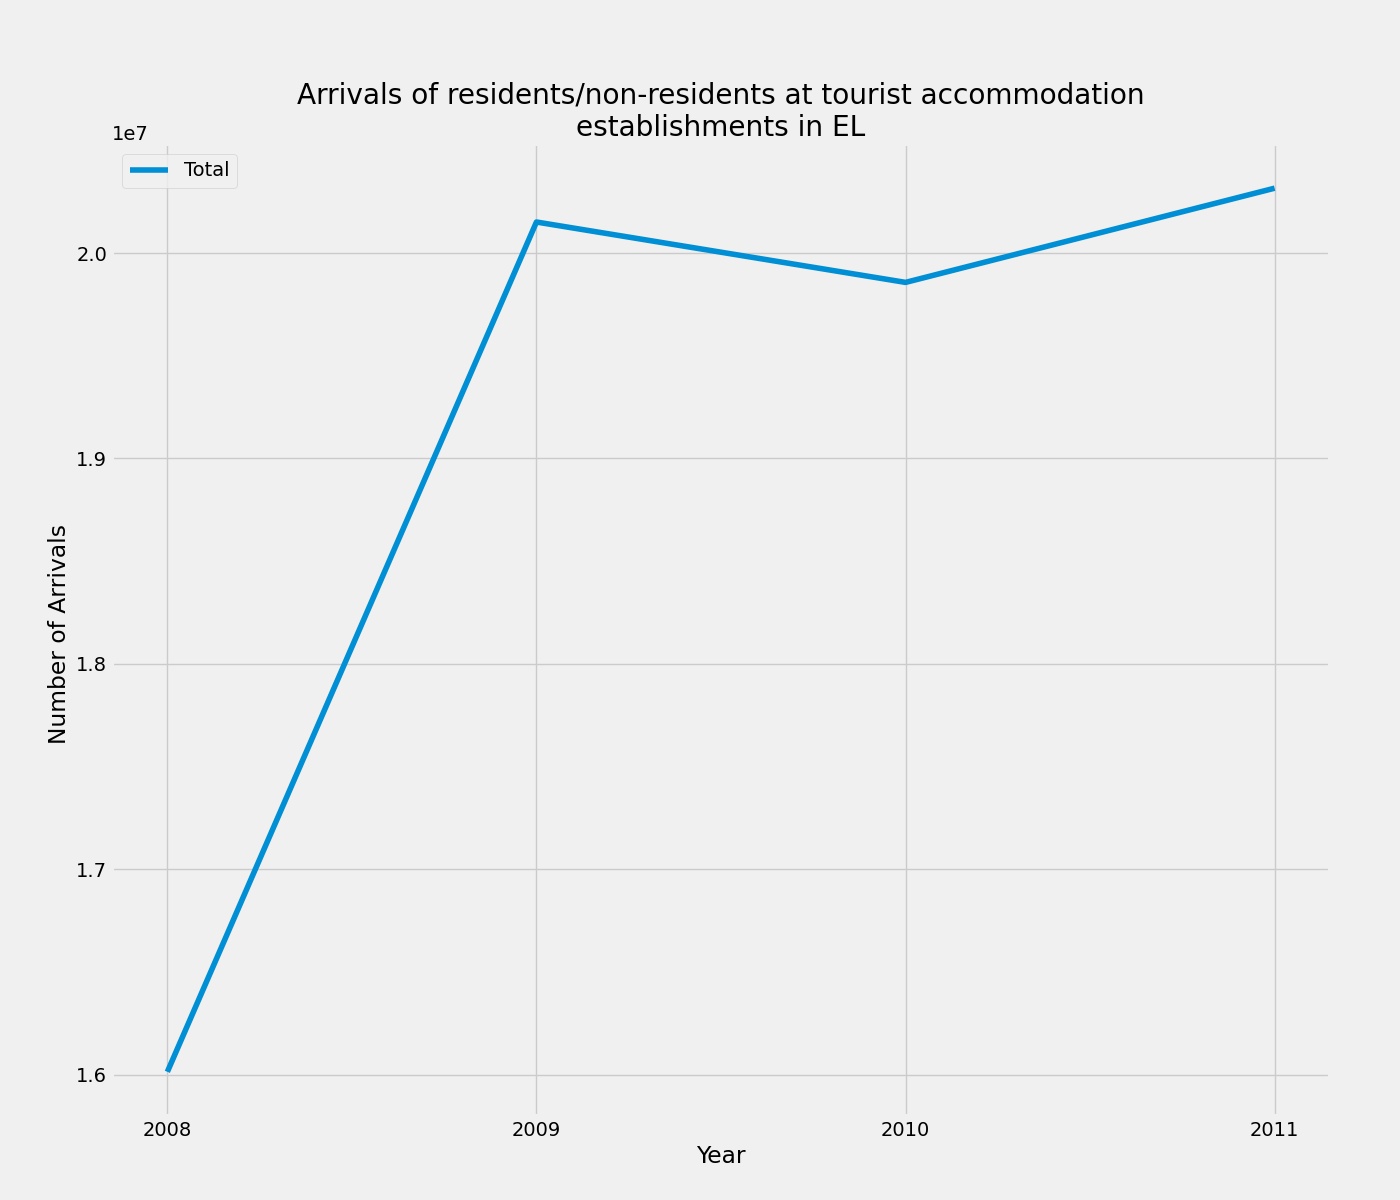 Arrivals of residents/non-residents at tourist accommodation
establishments in EL
1e7
Total
2.0
1.9
1.8
1.7
1.6
Number of Arrivals
2008 2009 2010 2011
Year